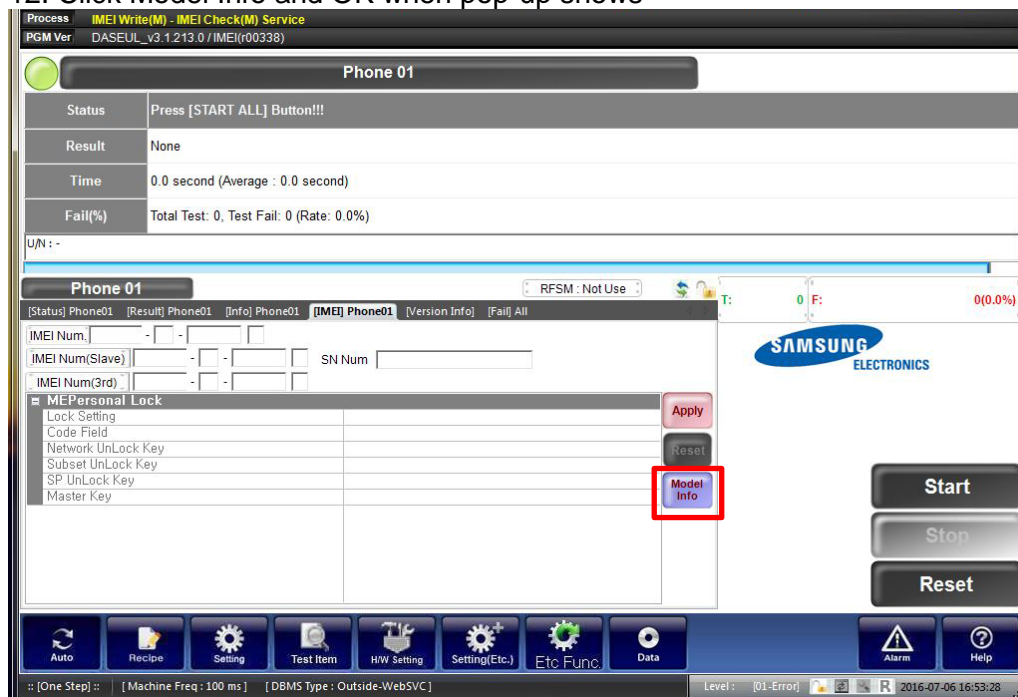 12. Click Model Info and OK when pop-up shows
Process IMEI Write(M) - IMEI Check(M) Service
PGM Ver DASEUL_v3.1.213.0 / IMEI(r00338)
Phone 01
Status Press [START ALL] Button!!!
Result None
Time 0.0 second (Average : 0.0 second)
Fail(%) Total Test: 0, Test Fail: 0 (Rate: 0.0%)
U/N : -
Phone 01 RFSM : Not Use T: 0 F: 0(0.0%)
[Status] Phone01 [Result] Phone01 [Info] Phone01 [IMEI] Phone01 [Version Info] [Fail] All
IMEI Num. - -
IMEI Num(Slave) - - SN Num
IMEI Num(3rd) - -
SAMSUNG
ELECTRONICS
MEPersonal Lock
Lock Setting
Code Field
Network UnLock Key
Subset UnLock Key
SP UnLock Key
Master Key
Apply
Reset
Model
Info
Start
Stop
Reset
Auto Recipe Setting Test Item H/W Setting Setting(Etc.) Etc Func. Data Alarm Help
:: [One Step] :: [ Machine Freq : 100 ms ] [ DBMS Type : Outside-WebSVC ] Level : [01-Error] R 2016-07-06 16:53:28